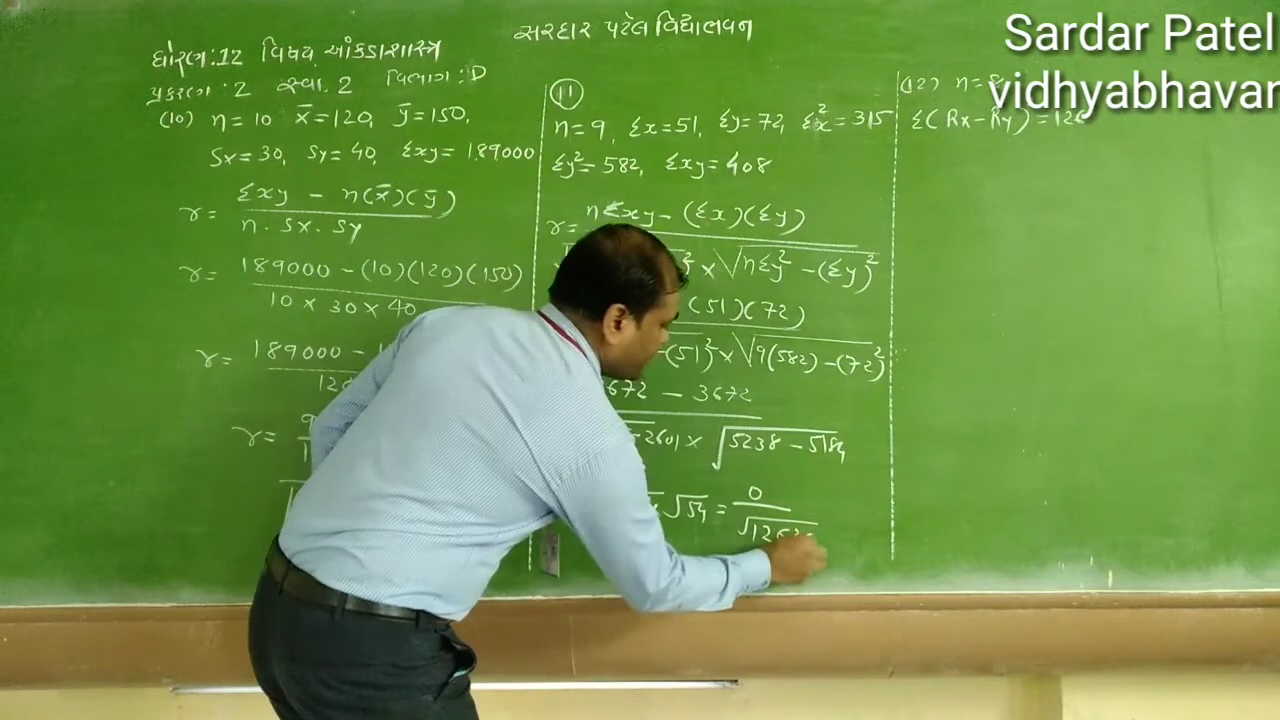 સરદાર પટેલ વિદ્યાલવન
Sardar Patel
vidhyabhavan
ધોરણ:12 વિષય આંકડાશાસ્ત્ર
પ્રકરણ:2 સ્વા.2 વિભાગ:D
(10) n=10 x̄=120, ȳ=150,
Sx=30, Sy=40, Σxy=189000
r= Σxy - n(x̄)(ȳ)
n. Sx. Sy
r= 189000 -(10)(120)(150)
10 × 30 × 40
r= 189000 -
r=
11
n=9, Σx=51, Σy=72, Σx²=315
Σy²=582, Σxy=408
r= nΣxy-(Σx)(Σy)
² × √nΣy²-(Σy)²
(51)(72)
-(51)²×√9(582)-(72)²
3672 - 3672
-2601 × √5238-5184
√54 = 0
(12) n=8
Σ(Rx-Ry)=126